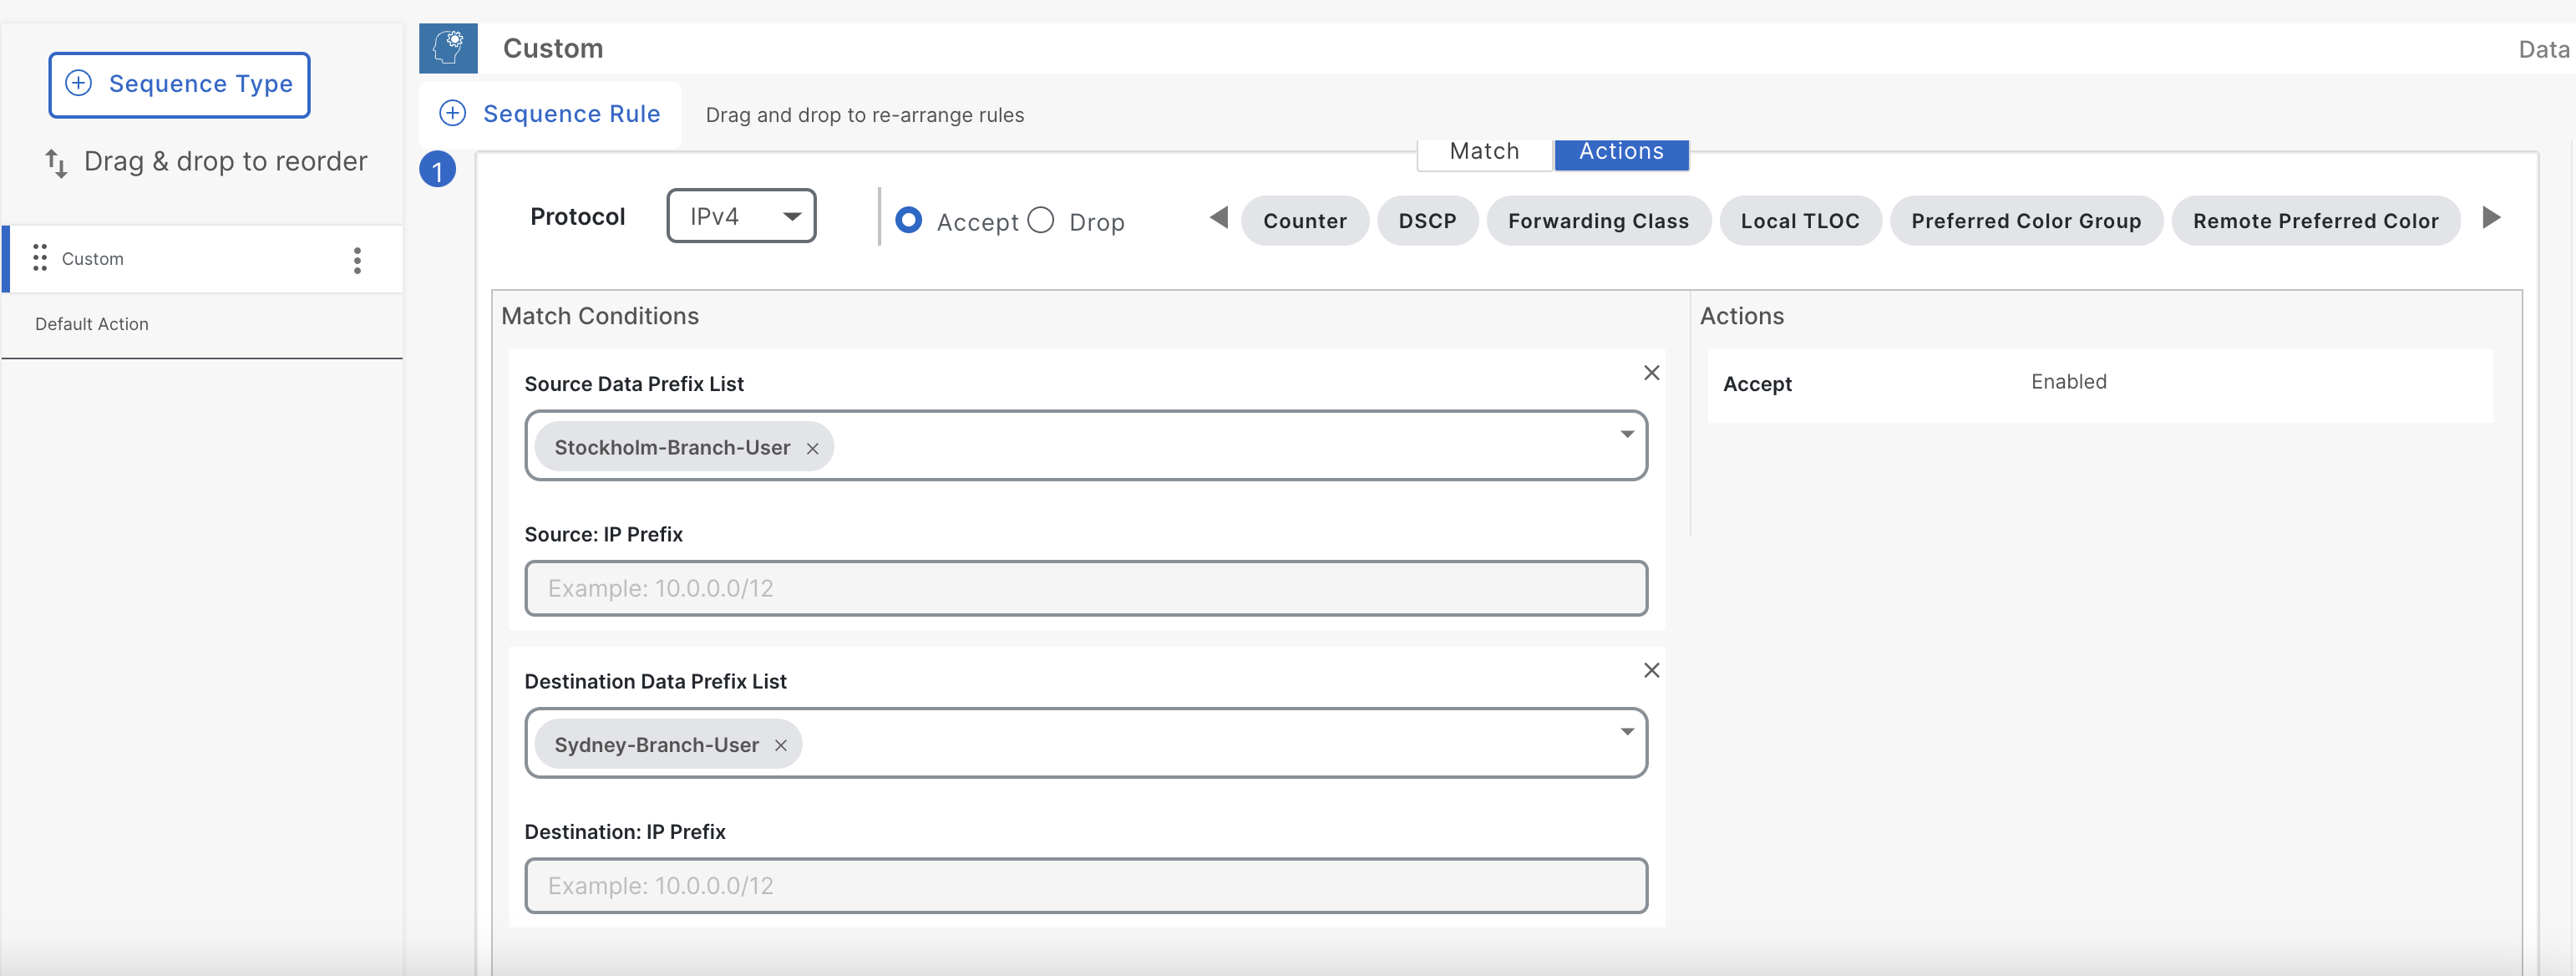 Sequence Type
Drag & drop to reorder
Custom
Default Action
Custom
Data
Sequence Rule
Drag and drop to re-arrange rules
1
Match
Actions
Protocol
IPv4
Accept
Drop
Counter
DSCP
Forwarding Class
Local TLOC
Preferred Color Group
Remote Preferred Color
Match Conditions
Source Data Prefix List
Stockholm-Branch-User
Source: IP Prefix
Example: 10.0.0.0/12
Destination Data Prefix List
Sydney-Branch-User
Destination: IP Prefix
Example: 10.0.0.0/12
Actions
Accept
Enabled